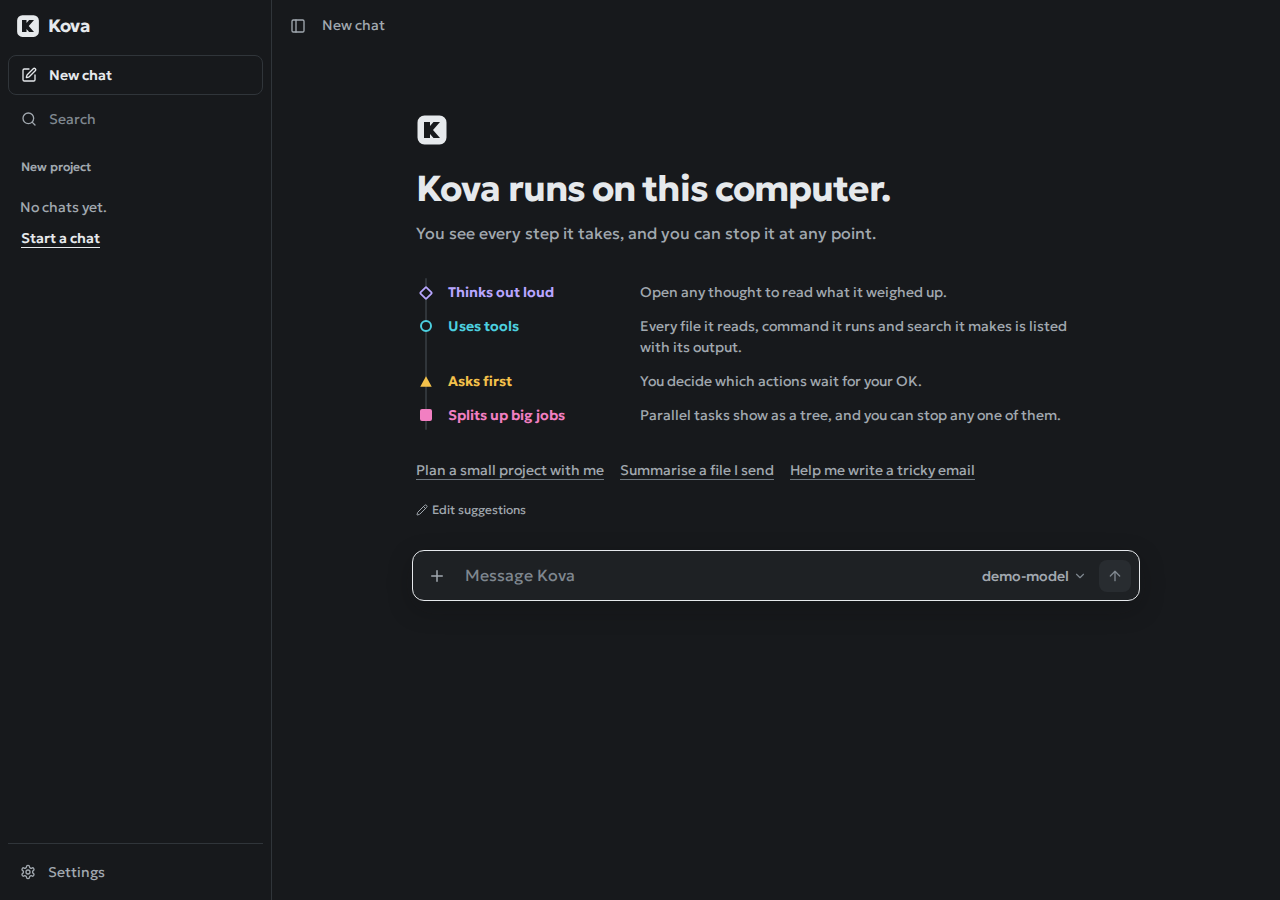 Kova
New chat
Search
New project
No chats yet.
Start a chat
Settings
New chat
Kova runs on this computer.
You see every step it takes, and you can stop it at any point.
Thinks out loud
Open any thought to read what it weighed up.
Uses tools
Every file it reads, command it runs and search it makes is listed
with its output.
Asks first
You decide which actions wait for your OK.
Splits up big jobs
Parallel tasks show as a tree, and you can stop any one of them.
Plan a small project with me
Summarise a file I send
Help me write a tricky email
Edit suggestions
Message Kova
demo-model